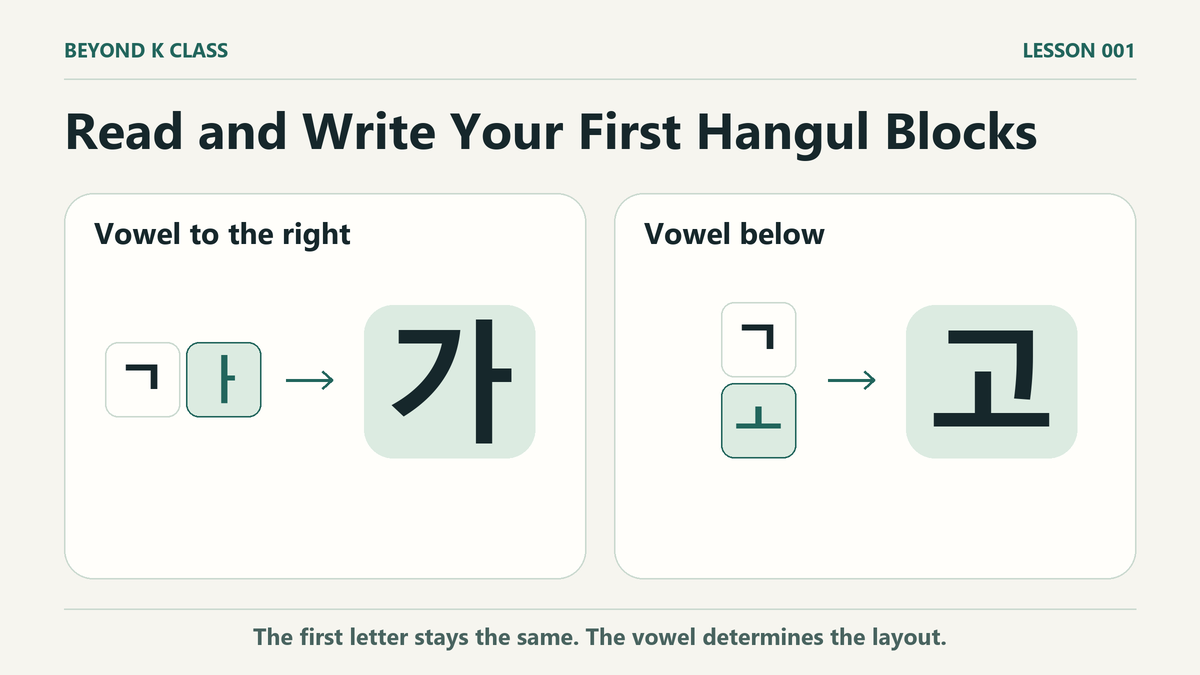 BEYOND K CLASS
LESSON 001
Read and Write Your First Hangul Blocks
Vowel to the right
ㄱ ㅏ → 가
Vowel below
ㄱ
ㅗ → 고
The first letter stays the same. The vowel determines the layout.